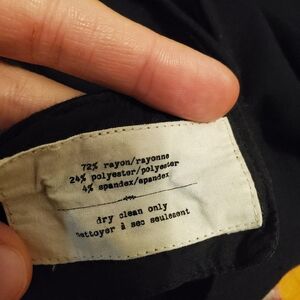 72% rayon/rayonne
24% polyester/polyester
4% spandex/spandex
dry clean only
nettoyer à sec seulement